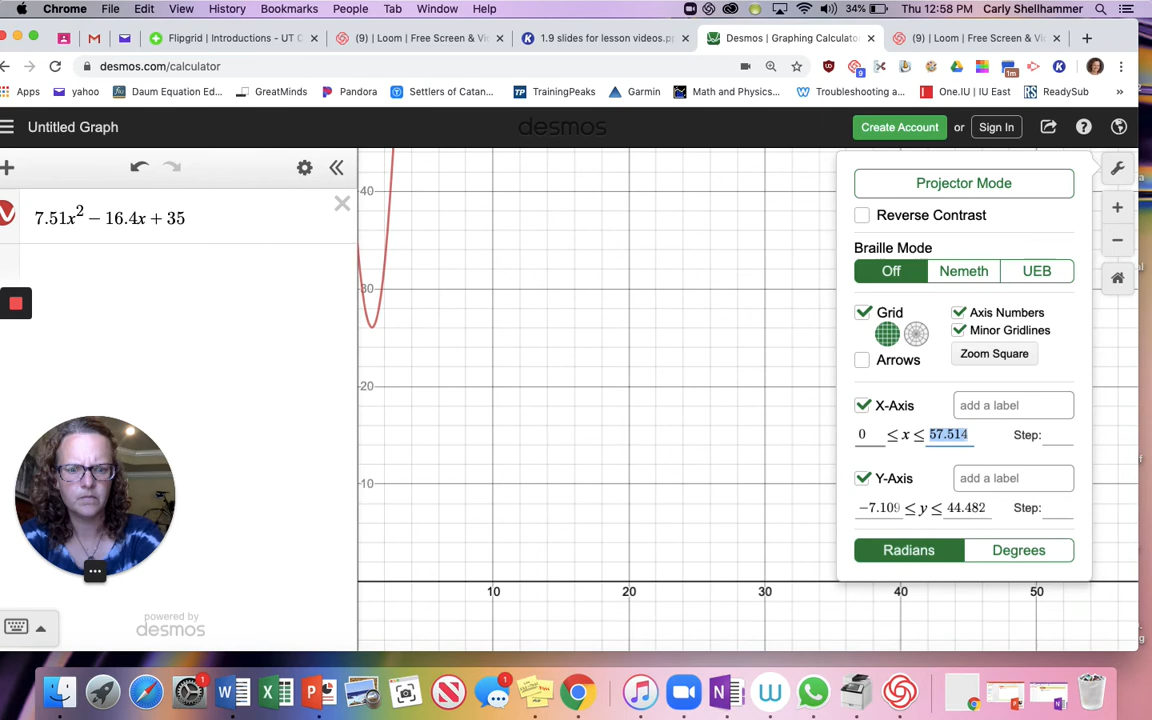 Chrome File Edit View History Bookmarks People Tab Window Help 34% Thu 12:58 PM Carly Shellhammer
Flipgrid | Introductions - UT C (9) | Loom | Free Screen & Vi 1.9 slides for lesson videos.p Desmos | Graphing Calculato (9) | Loom | Free Screen & Vi
desmos.com/calculator
Apps yahoo Daum Equation Ed... GreatMinds Pandora Settlers of Catan... TrainingPeaks Garmin Math and Physics... Troubleshooting a... One.IU | IU East ReadySub »
Untitled Graph desmos Create Account or Sign In
Projector Mode
7.51x² − 16.4x + 35
Reverse Contrast
Braille Mode
Off Nemeth UEB
Grid Axis Numbers
Minor Gridlines
Arrows Zoom Square
X-Axis add a label
0 ≤ x ≤ 57.514 Step:
Y-Axis add a label
−7.109 ≤ y ≤ 44.482 Step:
Radians Degrees
40
30
20
10
10 20 30 40 50
powered by
desmos